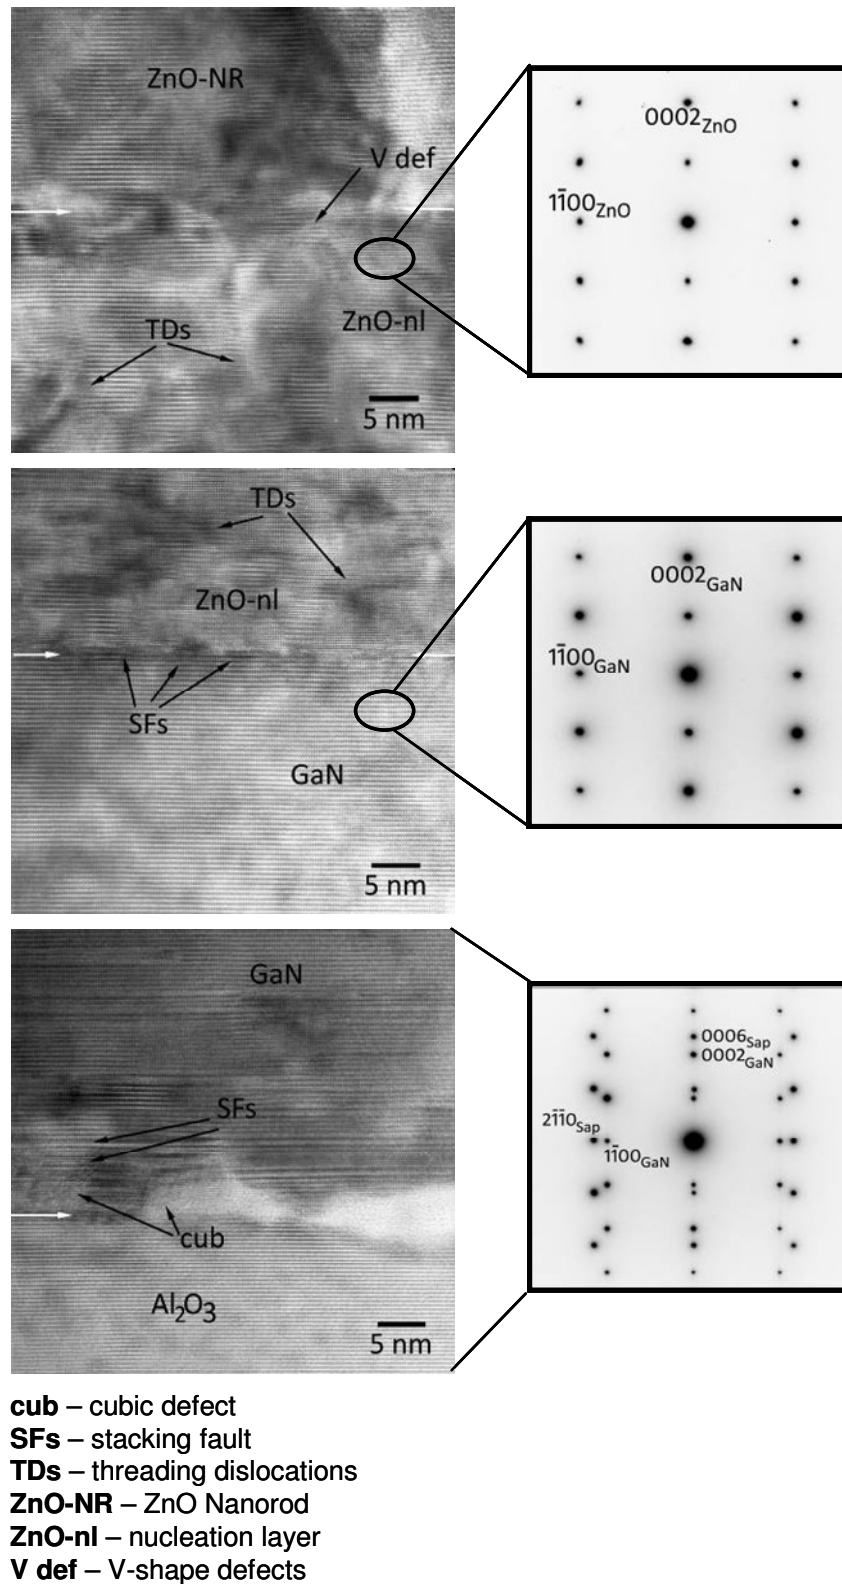 ZnO-NR
V def
TDs
ZnO-nl
5 nm
0002ZnO
11̄00ZnO
TDs
ZnO-nl
SFs
GaN
5 nm
0002GaN
11̄00GaN
GaN
SFs
cub
Al2O3
5 nm
0006Sap
0002GaN
21̄1̄0Sap
11̄00GaN
cub – cubic defect
SFs – stacking fault
TDs – threading dislocations
ZnO-NR – ZnO Nanorod
ZnO-nl – nucleation layer
V def – V-shape defects